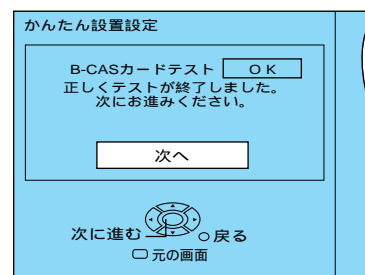 かんたん設置設定
B-CASカードテスト OK
正しくテストが終了しました。
次にお進みください。
次へ
次に進む 戻る
元の画面